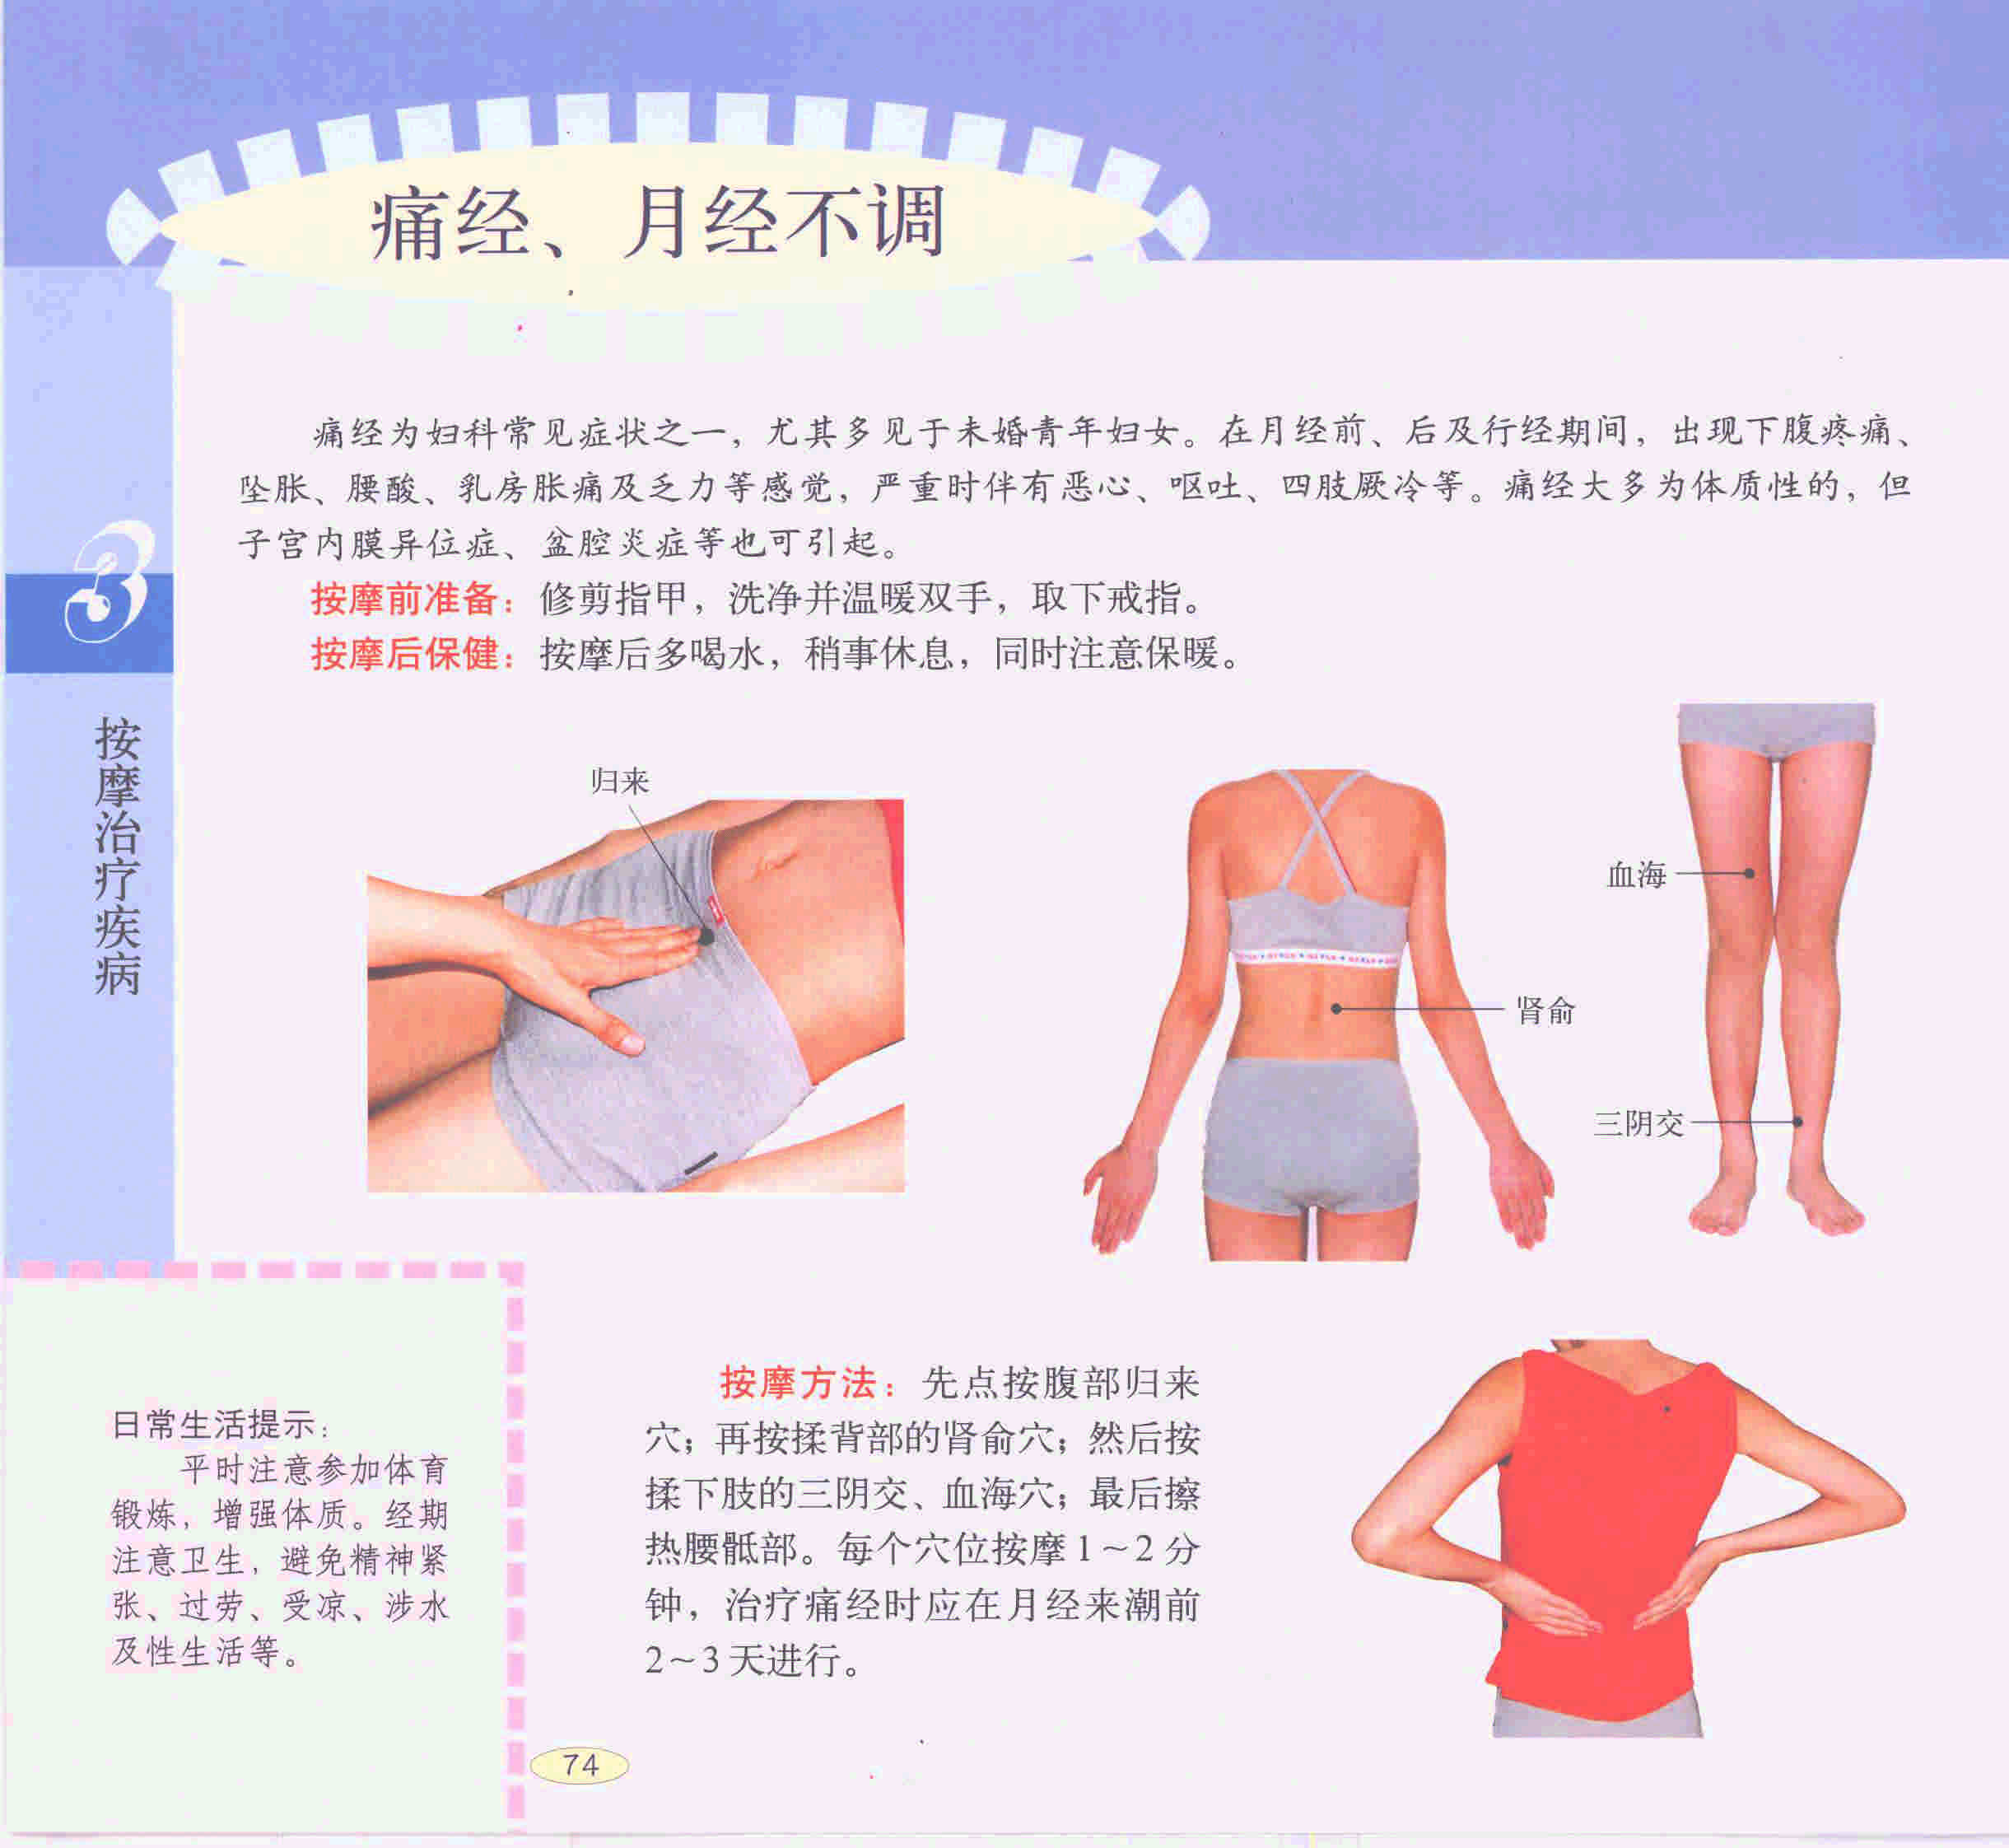 痛经、月经不调
痛经为妇科常见症状之一，尤其多见于未婚青年妇女。在月经前、后及行经期间，出现下腹疼痛、
坠胀、腰酸、乳房胀痛及乏力等感觉，严重时伴有恶心、呕吐、四肢厥冷等。痛经大多为体质性的，但
子宫内膜异位症、盆腔炎症等也可引起。
按摩前准备：修剪指甲，洗净并温暖双手，取下戒指。
按摩后保健：按摩后多喝水，稍事休息，同时注意保暖。
3
按摩治疗疾病
归来
血海
肾俞
三阴交
日常生活提示：
平时注意参加体育
锻炼，增强体质。经期
注意卫生，避免精神紧
张、过劳、受凉、涉水
及性生活等。
按摩方法：先点按腹部归来
穴；再按揉背部的肾俞穴；然后按
揉下肢的三阴交、血海穴；最后擦
热腰骶部。每个穴位按摩1～2分
钟，治疗痛经时应在月经来潮前
2～3天进行。
74